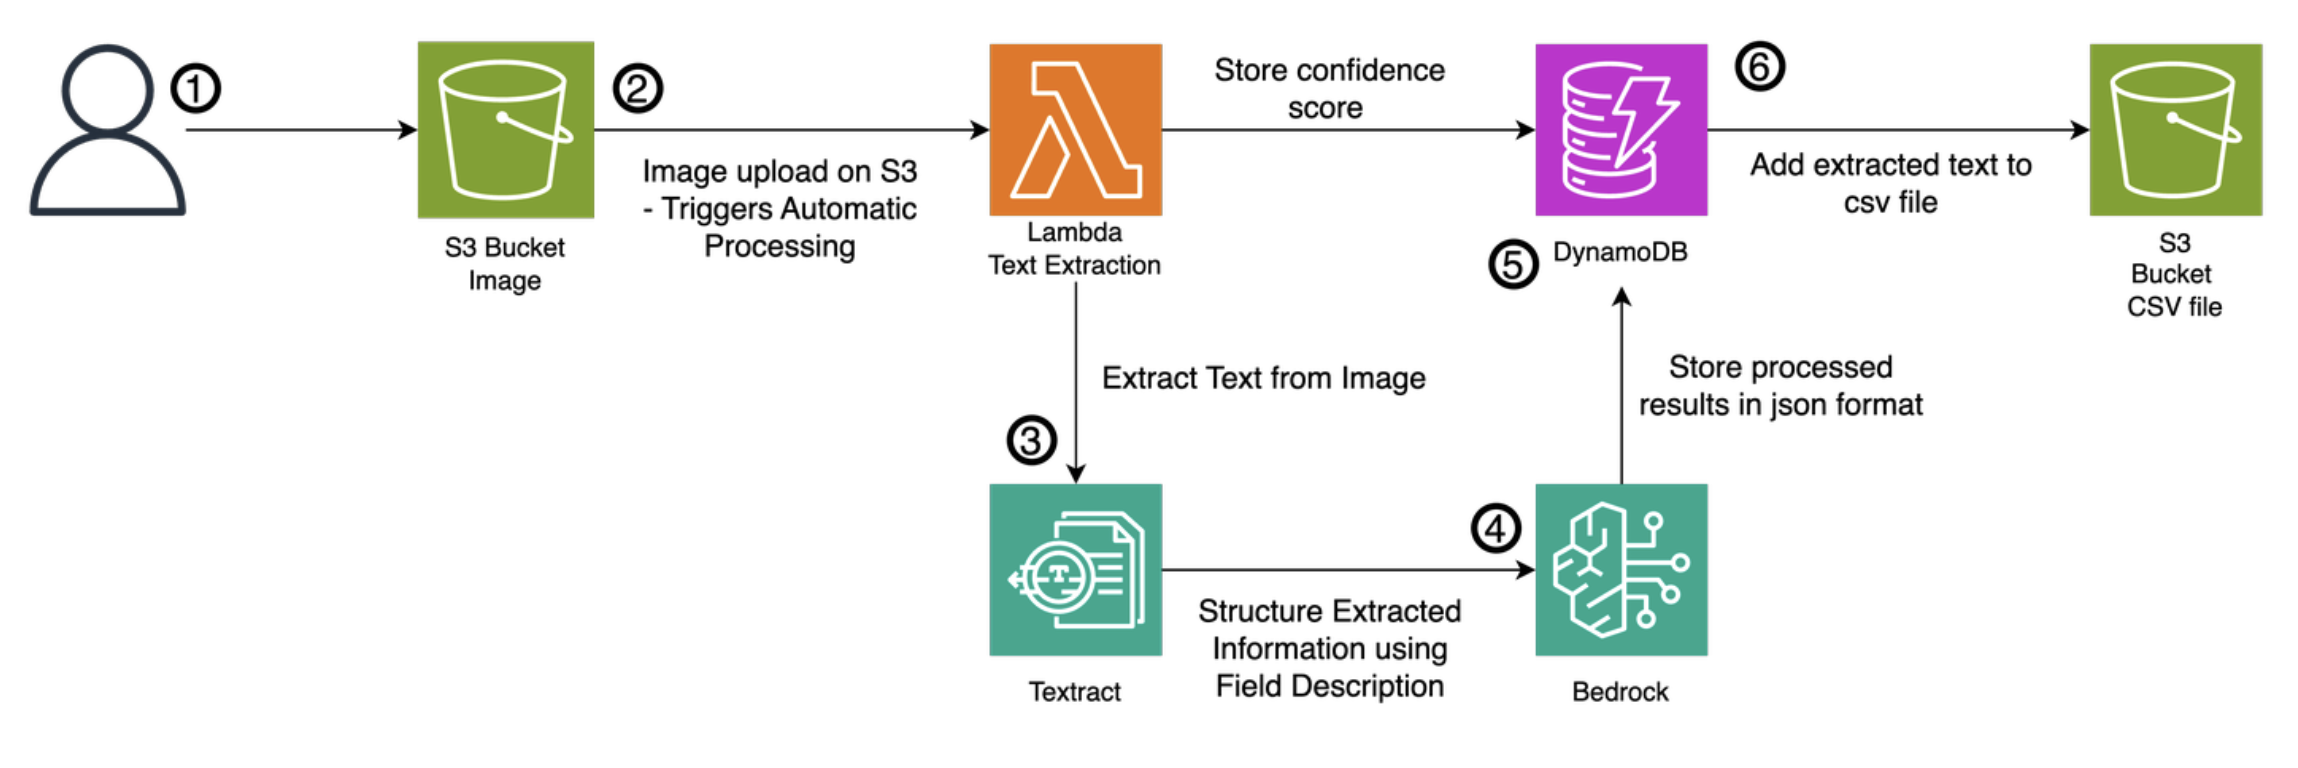 ①
②
Image upload on S3
- Triggers Automatic
Processing
S3 Bucket
Image
Lambda
Text Extraction
Store confidence
score
⑥
Add extracted text to
csv file
⑤
DynamoDB
S3
Bucket
CSV file
Extract Text from Image
③
Store processed
results in json format
④
Structure Extracted
Information using
Field Description
T
Textract
Bedrock